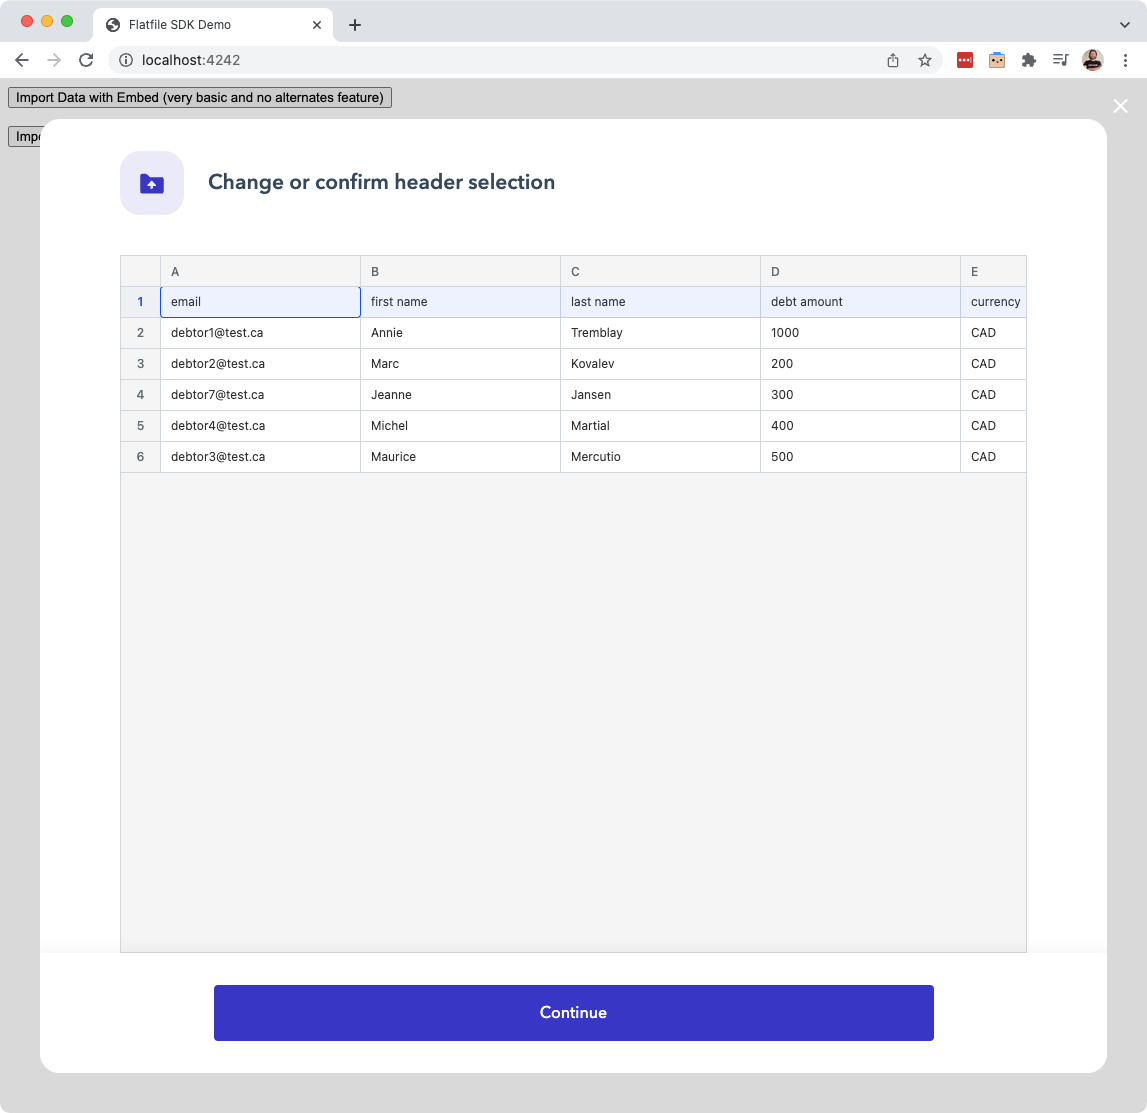 Flatfile SDK Demo
localhost:4242
Import Data with Embed (very basic and no alternates feature)
Impo
Change or confirm header selection
A B C D E
1 email first name last name debt amount currency
2 debtor1@test.ca Annie Tremblay 1000 CAD
3 debtor2@test.ca Marc Kovalev 200 CAD
4 debtor7@test.ca Jeanne Jansen 300 CAD
5 debtor4@test.ca Michel Martial 400 CAD
6 debtor3@test.ca Maurice Mercutio 500 CAD
Continue